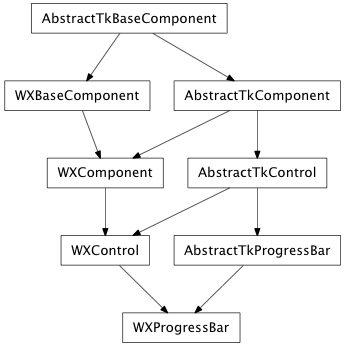 AbstractTkBaseComponent
WXBaseComponent
AbstractTkComponent
WXComponent
AbstractTkControl
WXControl
AbstractTkProgressBar
WXProgressBar